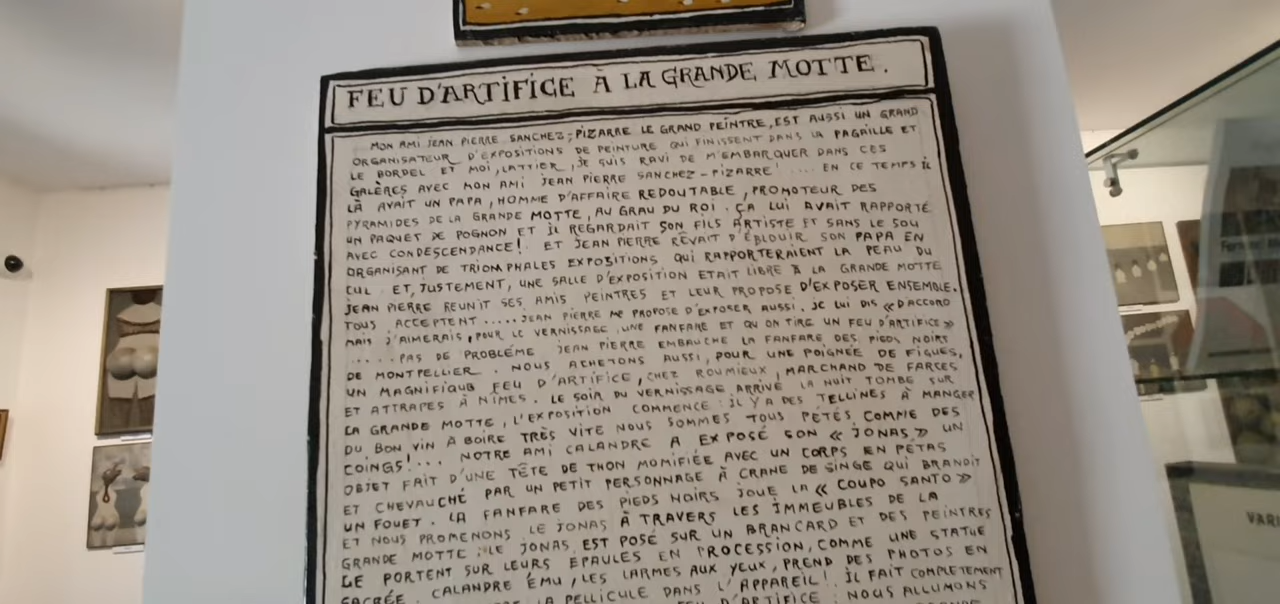 FEU D'ARTIFICE À LA GRANDE MOTTE.
MON AMI JEAN PIERRE SANCHEZ; PIZARRE LE GRAND PEINTRE, EST AUSSI UN GRAND
ORGANISATEUR D'EXPOSITIONS DE PEINTURE QUI FINISSENT DANS LA PAGAILLE ET
LE BORDEL ET MOI, LATTIER, JE SUIS RAVI DE M'EMBARQUER DANS CES
GALÈRES AVEC MON AMI JEAN PIERRE SANCHEZ-PIZARRE! .... EN CE TEMPS IL
LÀ AVAIT UN PAPA, HOMME D'AFFAIRE REDOUTABLE, PROMOTEUR DES
PYRAMIDES DE LA GRANDE MOTTE, AU GRAU DU ROI. ÇA LUI AVAIT RAPPORTÉ
UN PAQUET DE POGNON ET IL REGARDAIT SON FILS ARTISTE ET SANS LE SOU
AVEC CONDESCENDANCE!. ET JEAN PIERRE RÊVAIT D'ÉBLOUIR SON PAPA EN
ORGANISANT DE TRIOMPHALES EXPOSITIONS QUI RAPPORTERAIENT LA PEAU DU
CUL. ET, JUSTEMENT, UNE SALLE D'EXPOSITION ETAIT LIBRE À LA GRANDE MOTTE
JEAN PIERRE REUNIT SES AMIS PEINTRES ET LEUR PROPOSE D'EXPOSER ENSEMBLE.
TOUS ACCEPTENT ..... JEAN PIERRE ME PROPOSE D'EXPOSER AUSSI. JE LUI DIS «D'ACCORD
MAIS J'AIMERAIS, POUR LE VERNISSAGE, UNE FANFARE ET QU ON TIRE UN FEU D'ARTIFICE»
..... PAS DE PROBLÉME JEAN PIERRE EMBAUCHE LA FANFARE DES PIEDS NOIRS
DE MONTPELLIER. NOUS ACHETONS AUSSI, POUR UNE POIGNÉE DE FIGUES,
UN MAGNIFIQUE FEU D'ARTIFICE, CHEZ ROUMIEUX, MARCHAND DE FARCES
ET ATTRAPES À NÎMES. LE SOIR DU VERNISSAGE ARRIVE LA NUIT TOMBE SUR
LA GRANDE MOTTE, L'EXPOSITION COMMENCE: IL Y A DES TELLINES À MANGER
DU BON VIN A BOIRE TRÈS VITE NOUS SOMMES TOUS PÉTÉS COMME DES
COINGS!... NOTRE AMI CALANDRE A EXPOSÉ SON «JONAS» UN
OBJET FAIT D'UNE TÊTE DE THON MOMIFIÉE AVEC UN CORPS EN PÉTAS
ET CHEVAUCHÉ PAR UN PETIT PERSONNAGE À CRANE DE SINGE QUI BRANDIT
UN FOUET. LA FANFARE DES PIEDS NOIRS JOUE LA «COUPO SANTO»
ET NOUS PROMENONS LE JONAS À TRAVERS LES IMMEUBLES DE LA
GRANDE MOTTE: LE JONAS EST POSÉ SUR UN BRANCARD ET DES PEINTRES
LE PORTENT SUR LEURS EPAULES EN PROCESSION, COMME UNE STATUE
SACRÉE. CALANDRE ÉMU, LES LARMES AUX YEUX, PREND DES PHOTOS EN
LA PELLICULE DANS L'APPAREIL!. IL FAIT COMPLETEMENT
D'ARTIFICE: NOUS ALLUMONS